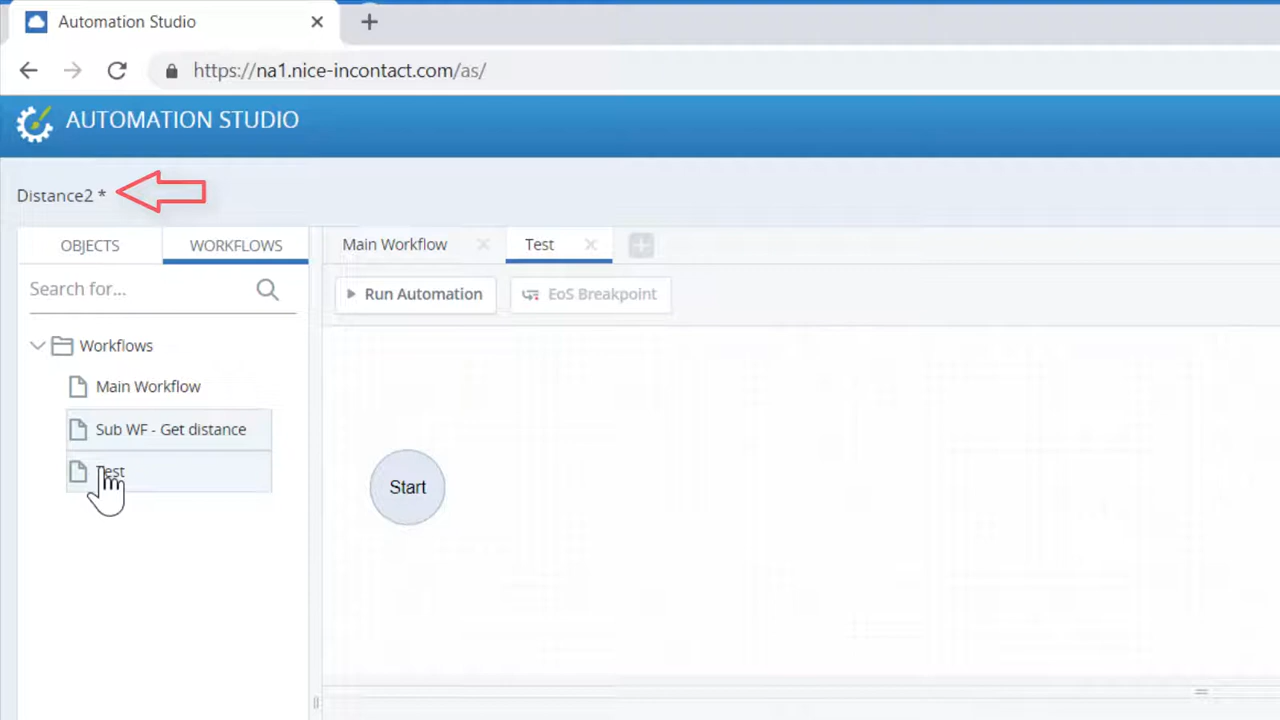 Automation Studio
https://na1.nice-incontact.com/as/
AUTOMATION STUDIO
Distance2 *
OBJECTS WORKFLOWS
Main Workflow Test
Search for...
Run Automation EoS Breakpoint
Workflows
Main Workflow
Sub WF - Get distance
Test
Start